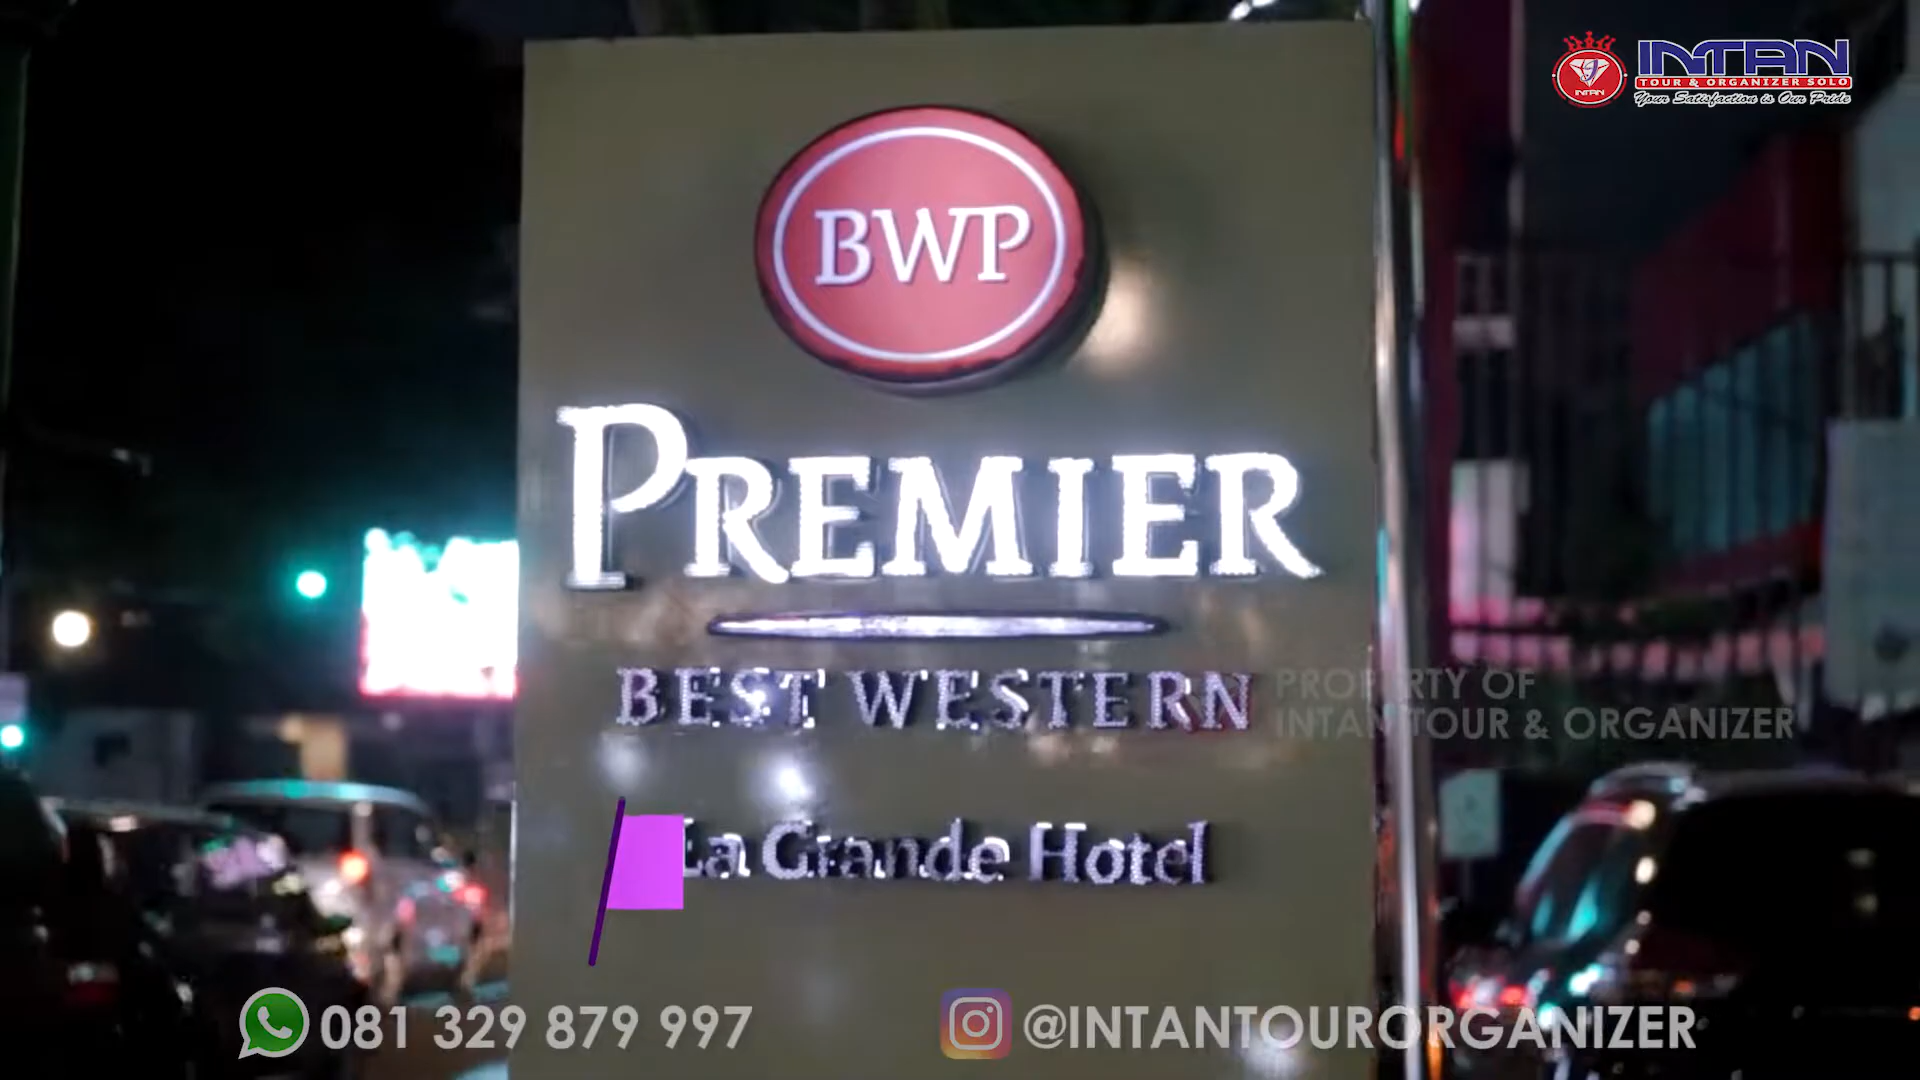 INTAN
TOUR & ORGANIZER SOLO
Your Satisfaction is Our Pride
INTAN
BWP
PREMIER
BEST WESTERN
PROPERTY OF
INTAN TOUR & ORGANIZER
La Grande Hotel
081 329 879 997
@INTANTOURORGANIZER